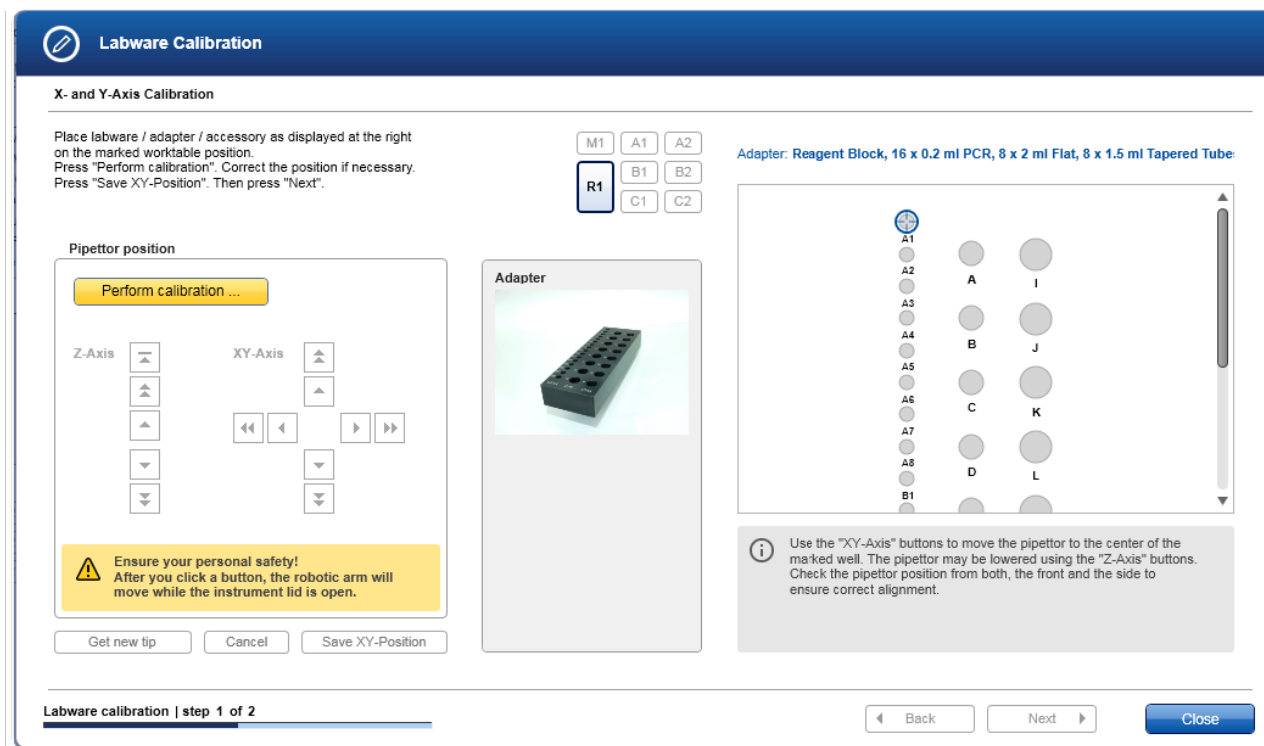 Labware Calibration
X- and Y-Axis Calibration
Place labware / adapter / accessory as displayed at the right
on the marked worktable position.
Press "Perform calibration". Correct the position if necessary.
Press "Save XY-Position". Then press "Next".
M1 A1 A2
R1 B1 B2
C1 C2
Adapter: Reagent Block, 16 x 0.2 ml PCR, 8 x 2 ml Flat, 8 x 1.5 ml Tapered Tube
Pipettor position
Perform calibration ...
Z-Axis
XY-Axis
Ensure your personal safety!
After you click a button, the robotic arm will
move while the instrument lid is open.
Get new tip
Cancel
Save XY-Position
Adapter
A1
A2 A I
A3
A4 B J
A5
A6 C K
A7
A8 D L
B1
Use the "XY-Axis" buttons to move the pipettor to the center of the
marked well. The pipettor may be lowered using the "Z-Axis" buttons.
Check the pipettor position from both, the front and the side to
ensure correct alignment.
Labware calibration | step 1 of 2
Back
Next
Close